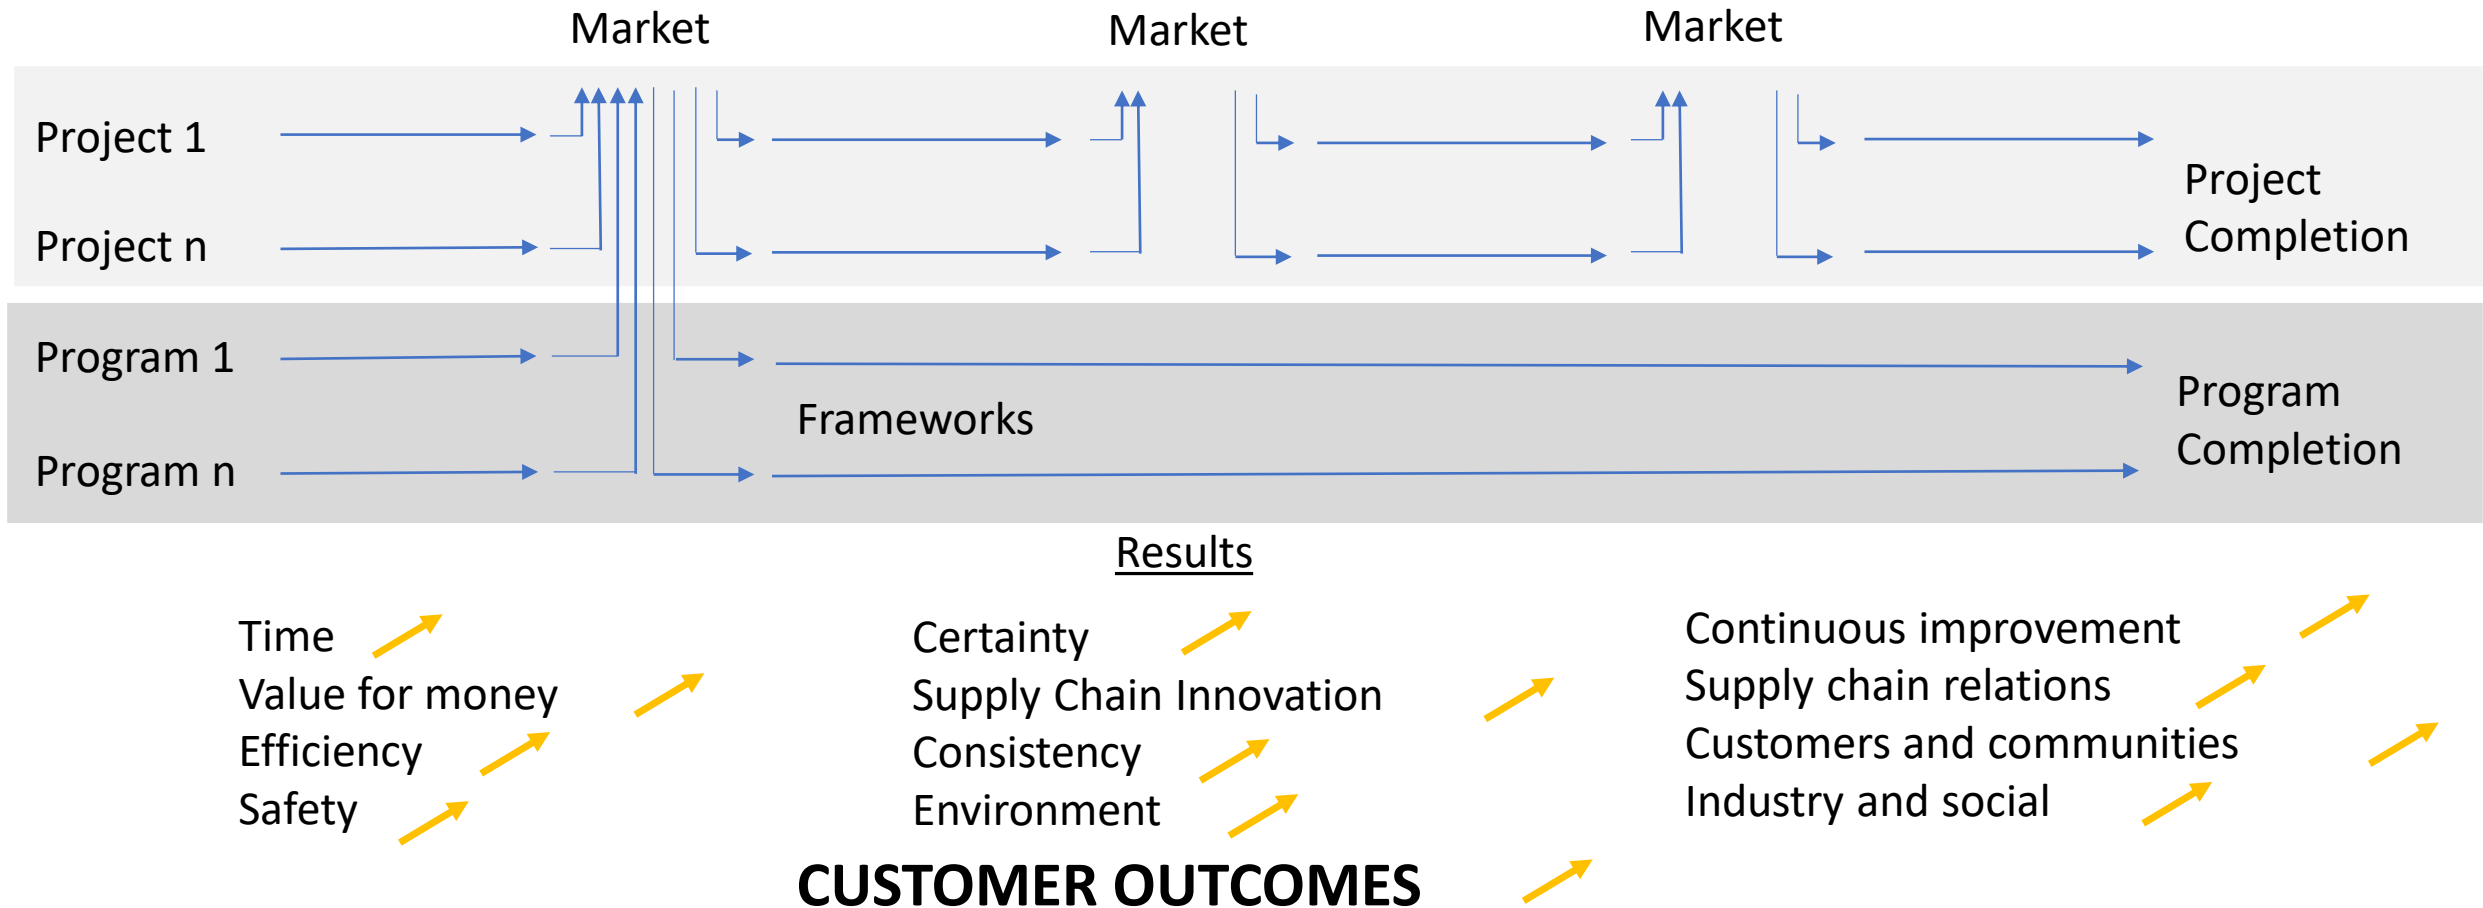 Market
Market
Market
Project 1
Project n
Project
Completion
Program 1
Program n
Frameworks
Program
Completion
Results
Time
Value for money
Efficiency
Safety
Certainty
Supply Chain Innovation
Consistency
Environment
Continuous improvement
Supply chain relations
Customers and communities
Industry and social
CUSTOMER OUTCOMES